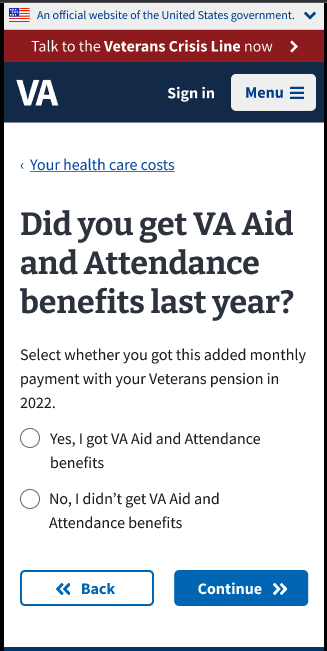 An official website of the United States government.
Talk to the Veterans Crisis Line now
VA
Sign in
Menu
‹ Your health care costs
Did you get VA Aid
and Attendance
benefits last year?
Select whether you got this added monthly
payment with your Veterans pension in
2022.
Yes, I got VA Aid and Attendance
benefits
No, I didn’t get VA Aid and
Attendance benefits
Back
Continue